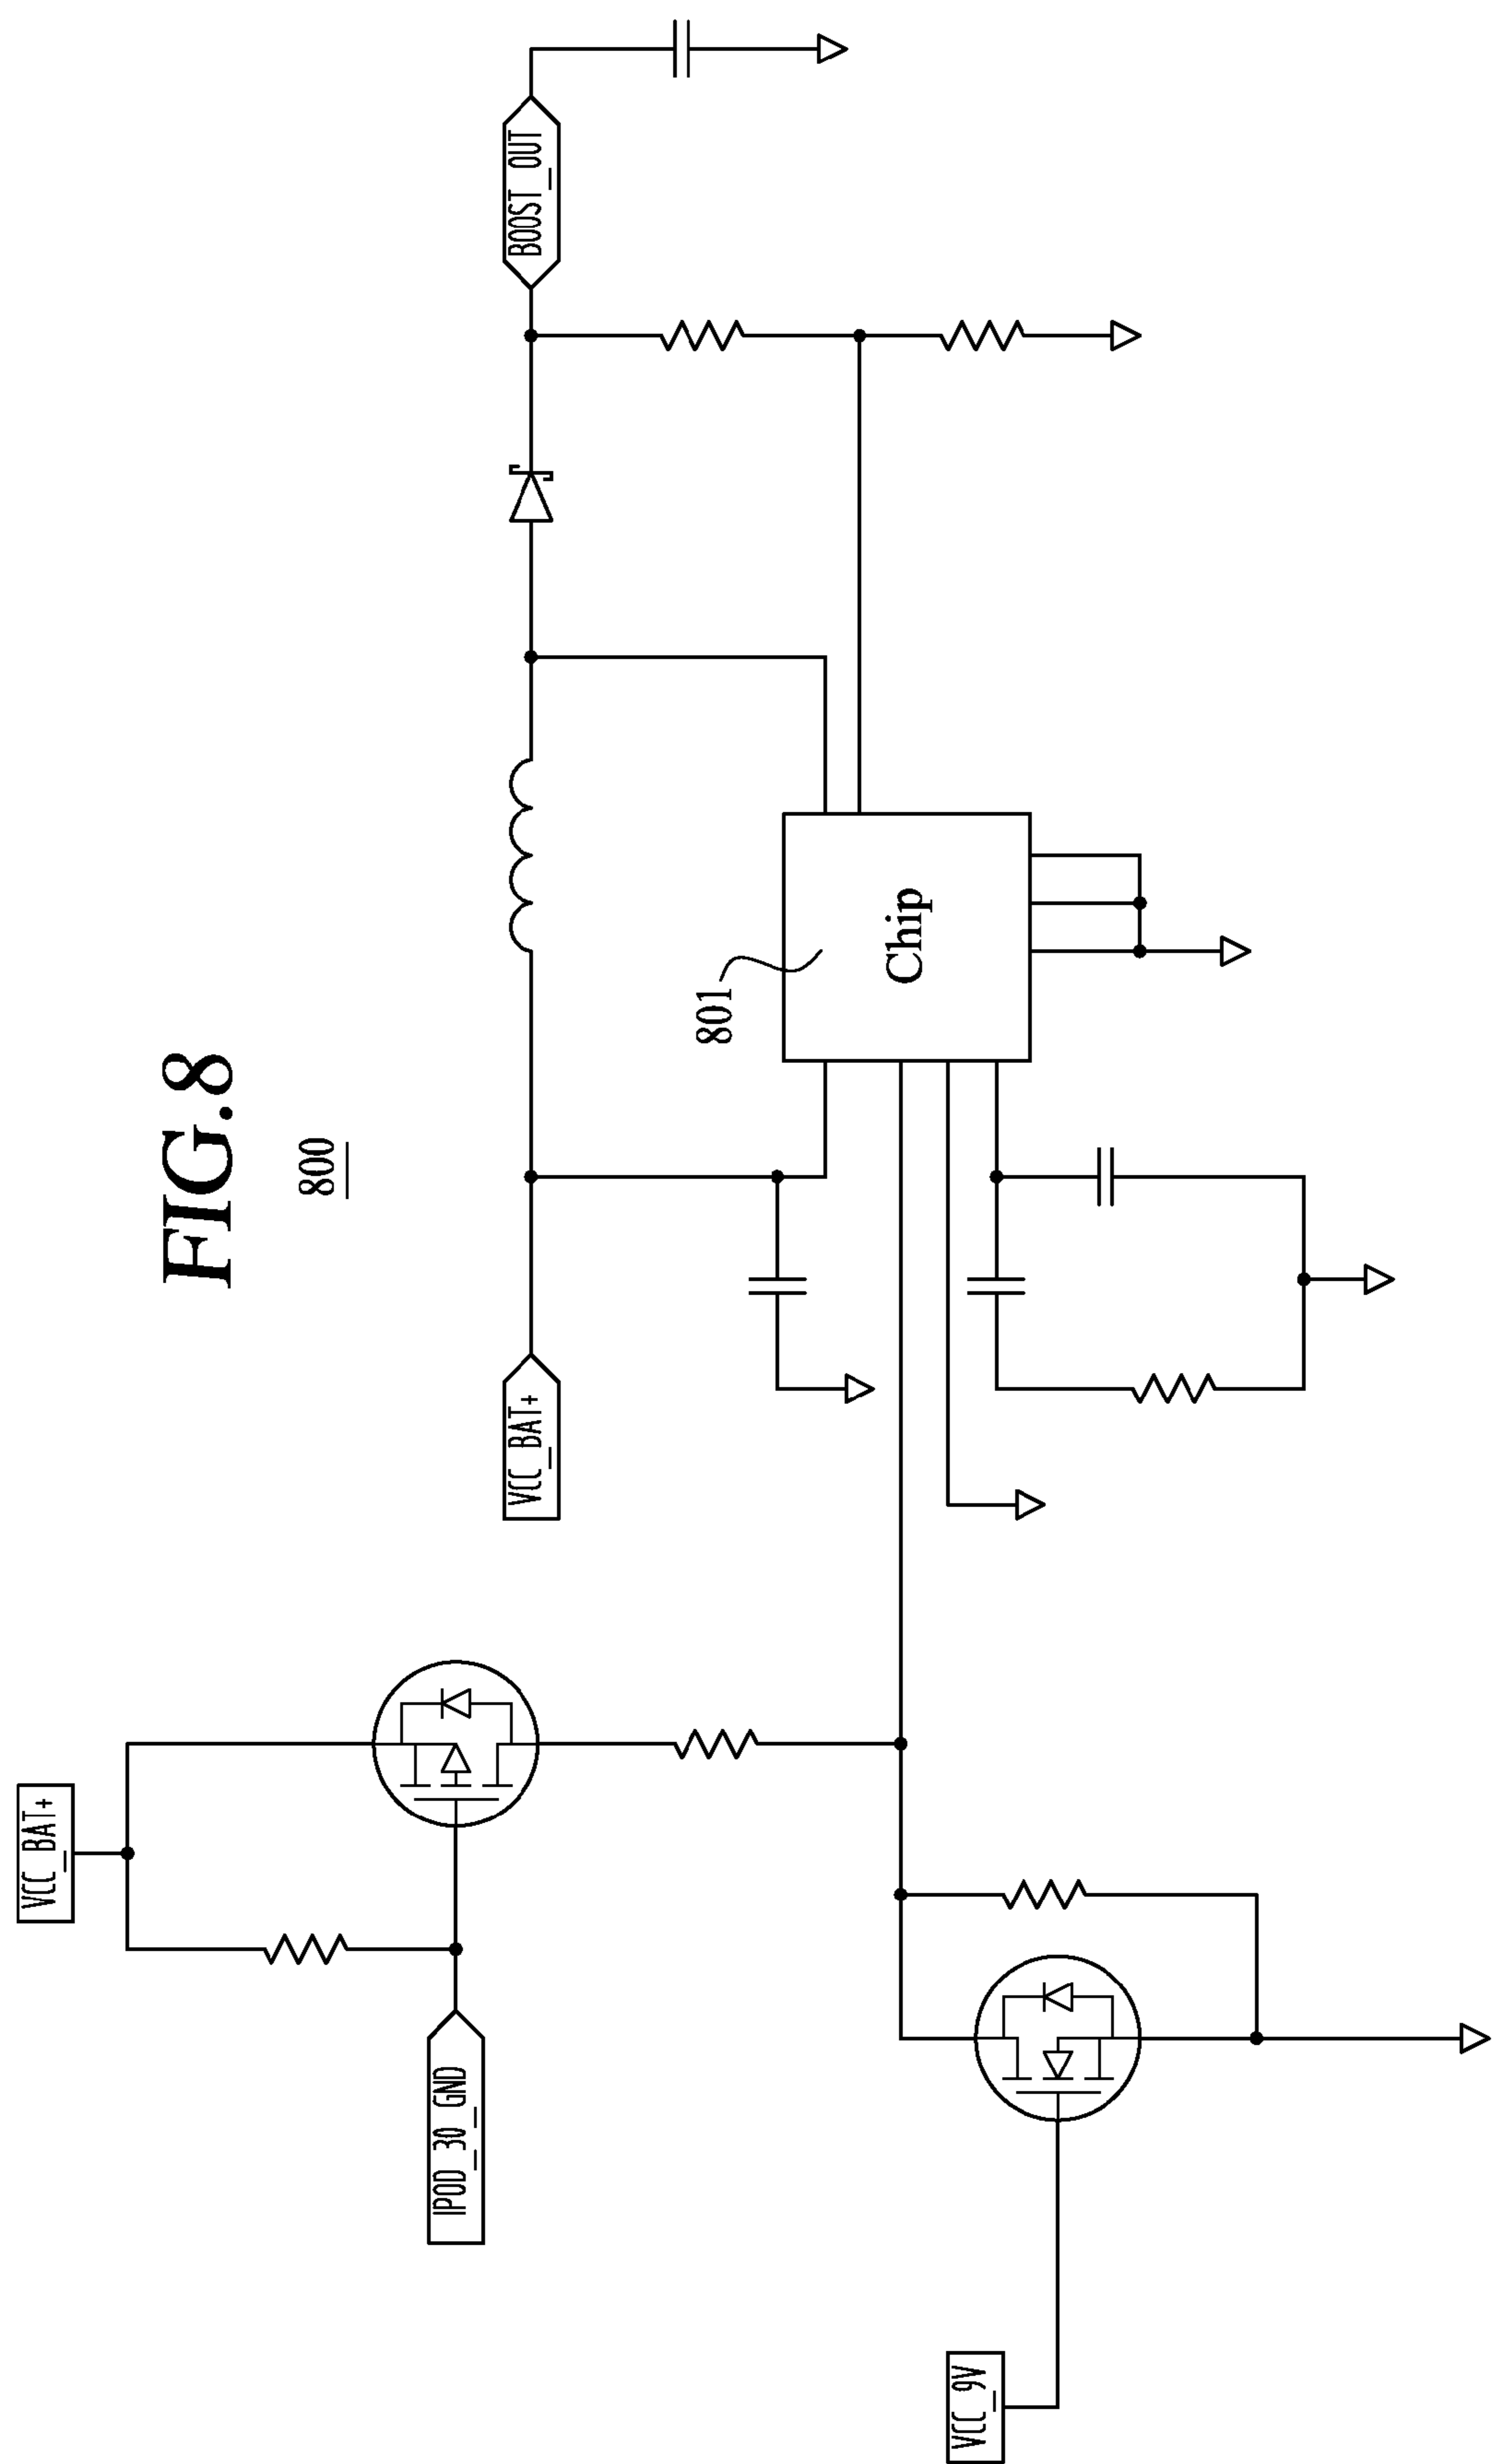 FIG.8
800
VCC_BAT+
IPOD_30_GND
VCC_9V
VCC_BAT+
801
Chip
BOOST_OUT